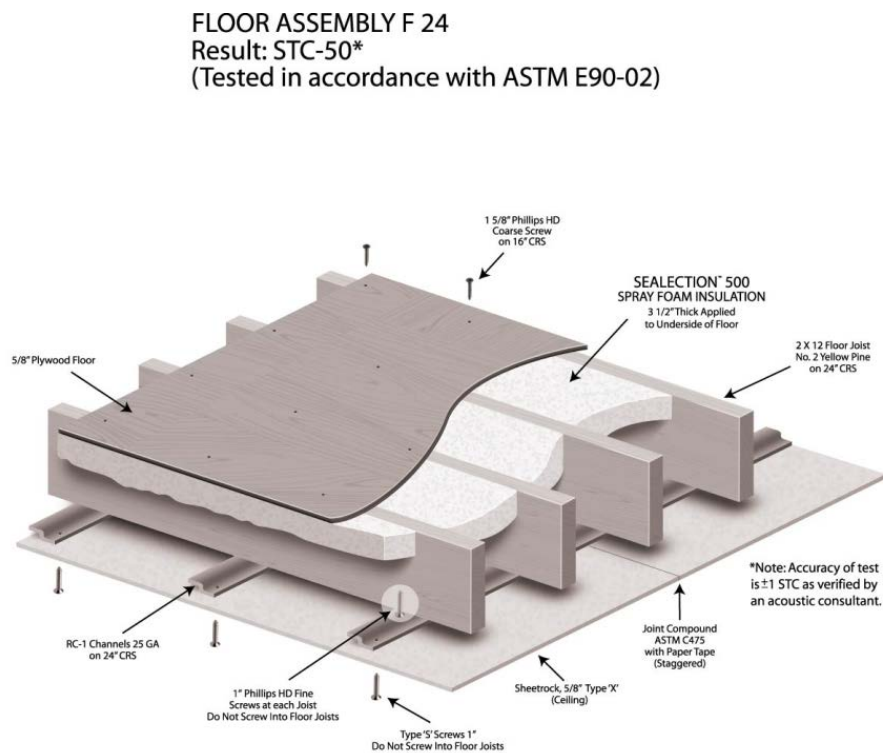 FLOOR ASSEMBLY F 24
Result: STC-50*
(Tested in accordance with ASTM E90-02)
1 5/8" Phillips HD
Coarse Screw
on 16" CRS
SEALECTION™ 500
SPRAY FOAM INSULATION
3 1/2" Thick Applied
to Underside of Floor
2 X 12 Floor Joist
No. 2 Yellow Pine
on 24" CRS
5/8" Plywood Floor
*Note: Accuracy of test
is ±1 STC as verified by
an acoustic consultant.
RC-1 Channels 25 GA
on 24" CRS
1" Phillips HD Fine
Screws at each Joist
Do Not Screw Into Floor Joists
Type 'S' Screws 1"
Do Not Screw Into Floor Joists
Sheetrock, 5/8" Type 'X'
(Ceiling)
Joint Compound
ASTM C475
with Paper Tape
(Staggered)